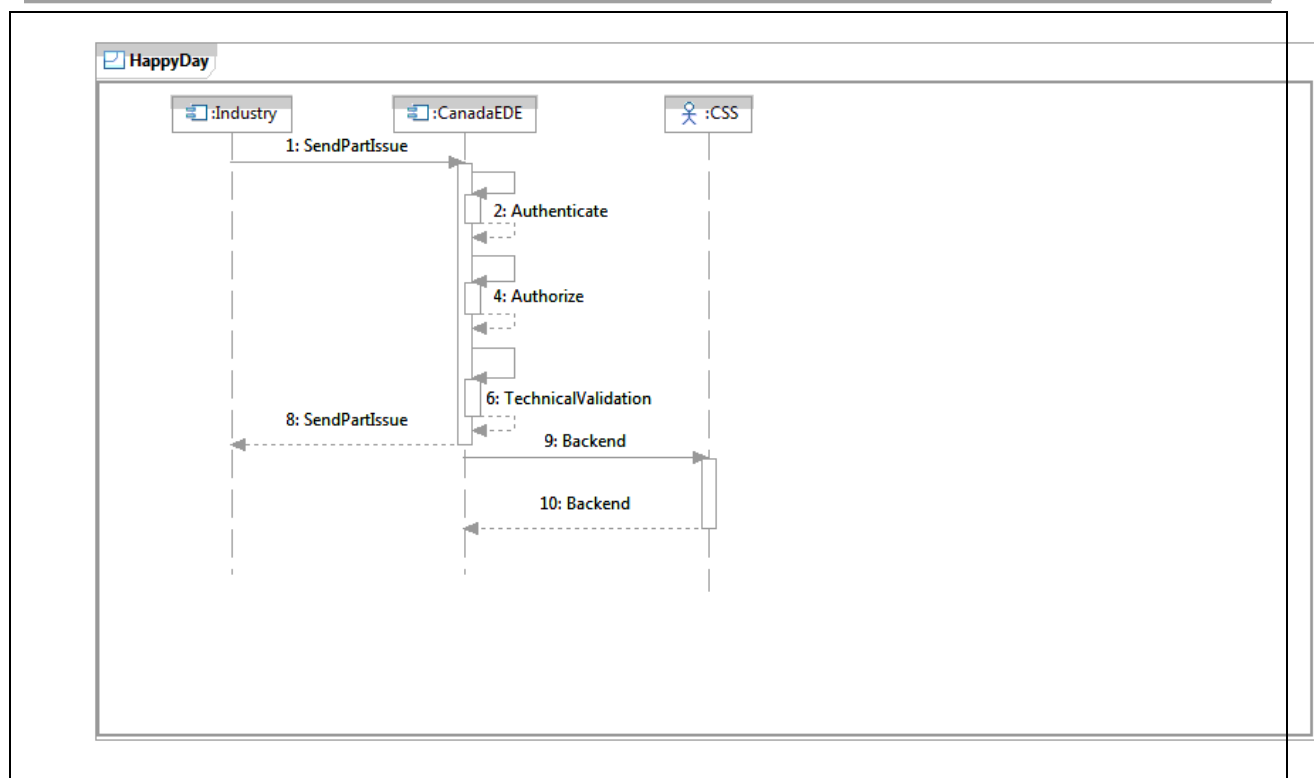 HappyDay
:Industry
:CanadaEDE
:CSS
1: SendPartIssue
2: Authenticate
4: Authorize
6: TechnicalValidation
8: SendPartIssue
9: Backend
10: Backend